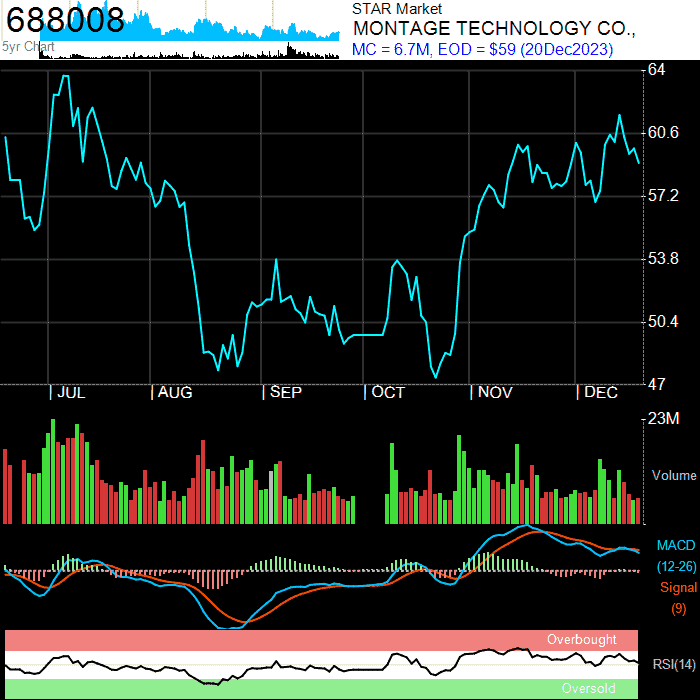 688008
5yr Chart
STAR Market
MONTAGE TECHNOLOGY CO.,
MC = 6.7M, EOD = $59 (20Dec2023)
64
60.6
57.2
53.8
50.4
47
| JUL | AUG | SEP | OCT | NOV | DEC
23M
Volume
MACD
(12-26)
Signal
(9)
Overbought
RSI(14)
Oversold